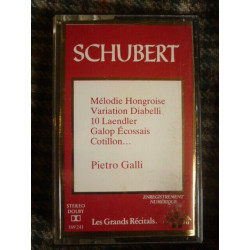 SCHUBERT
Mélodie Hongroise
Variation Diabelli
10 Laendler
Galop Écossais
Cotillon...
Pietro Galli
ENREGISTREMENT
NUMÉRIQUE
STEREO
DOLBY
Les Grands Récitals.